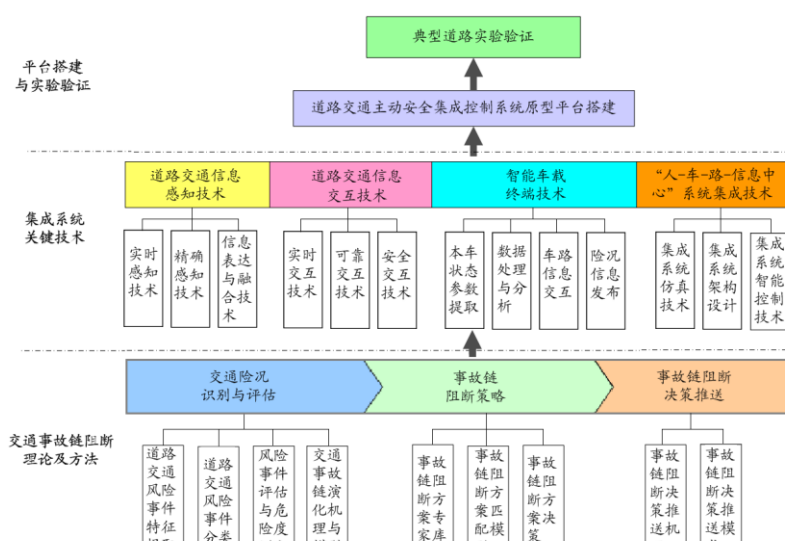 典型道路实验验证
平台搭建
与实验验证
道路交通主动安全集成控制系统原型平台搭建
道路交通信息
感知技术
道路交通信息
交互技术
智能车载
终端技术
“人-车-路-信息中
心”系统集成技术
集成系统
关键技术
实时
感知
技术
精确
感知
技术
信息
表达
与融
合技
术
实时
交互
技术
可靠
交互
技术
安全
交互
技术
本车
状态
参数
提取
数据
处理
与分
析
车路
信息
交互
险况
信息
发布
集成
系统
仿真
技术
集成
系统
架构
设计
集成
系统
智能
控制
技术
交通险况
识别与评估
事故链
阻断策略
事故链阻断
决策推送
交通事故链阻断
理论及方法
道路
交通
风险
事件
特征
道路
交通
风险
事件
分类
风险
事件
评估
与危
险度
交通
事故
链演
化机
理与
事故
链阻
断方
案专
家库
事故
链阻
断方
案匹
配模
事故
链阻
断方
案决
策
事故
链阻
断决
策推
送机
事故
链阻
断决
策推
送模